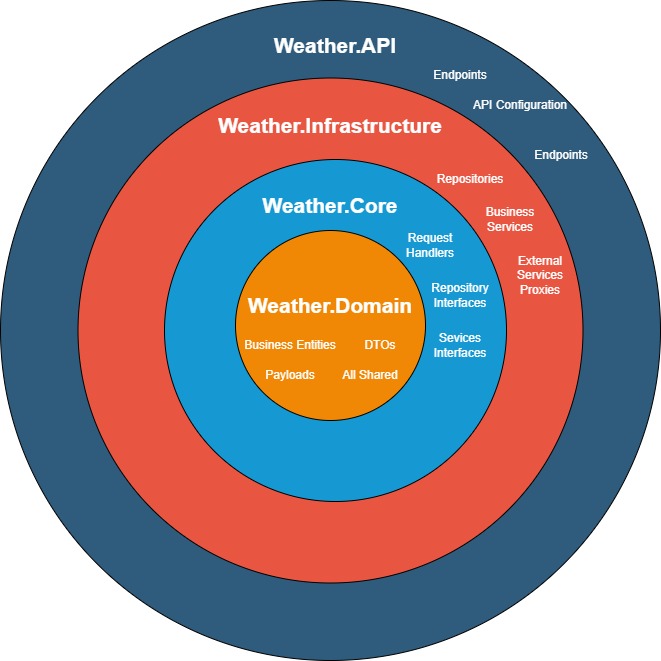 Weather.API
Endpoints
API Configuration
Weather.Infrastructure
Endpoints
Repositories
Weather.Core
Business
Services
Request
Handlers
External
Services
Proxies
Repository
Interfaces
Weather.Domain
Sevices
Interfaces
Business Entities
DTOs
Payloads
All Shared